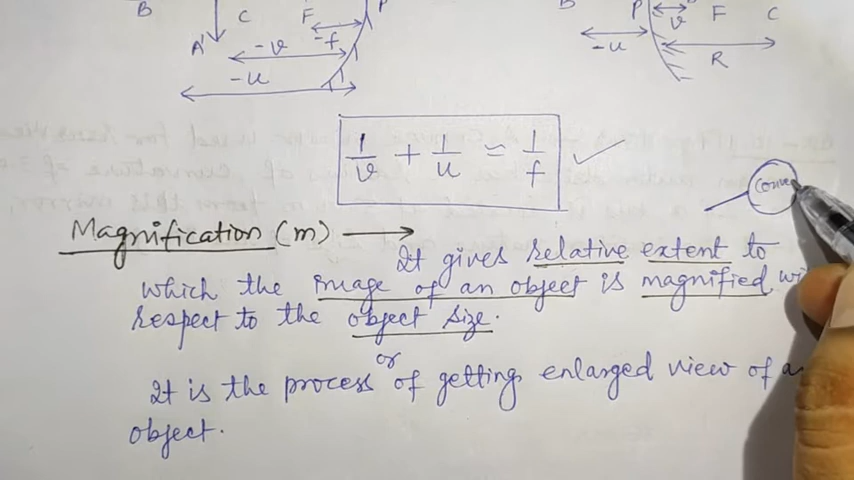 B
C
F
P
A'
-v
-f
-u
B
P
v
F
C
-u
R
1/v + 1/u = 1/f
Magnification (m) →
It gives relative extent to
which the image of an object is magnified
respect to the object size.
or
It is the process of getting enlarged view of
object.